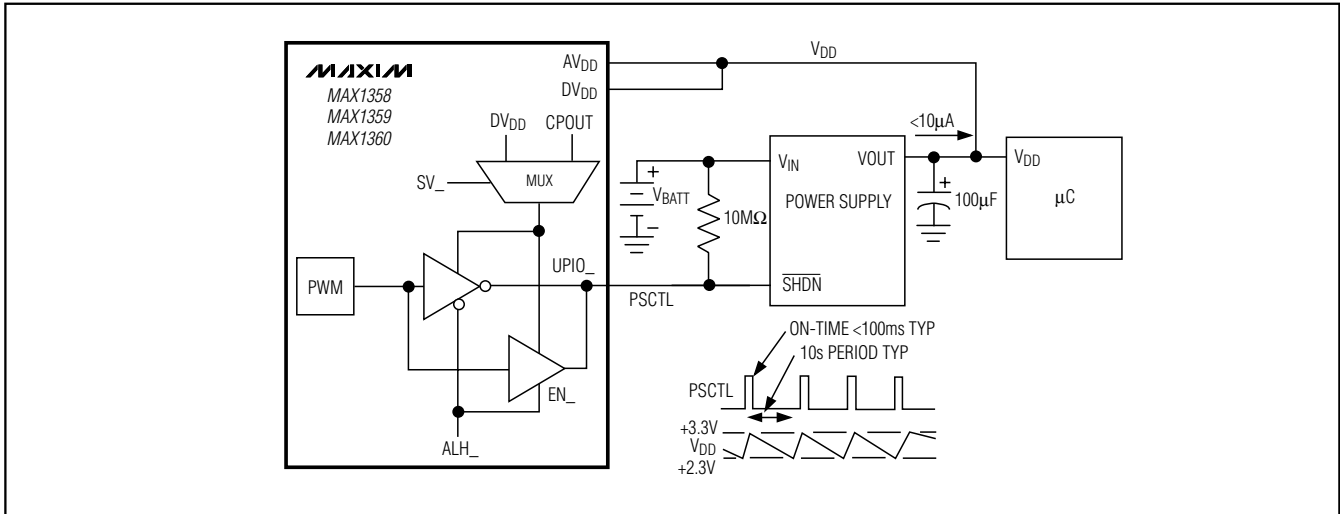 MAXIM
MAX1358
MAX1359
MAX1360
AVDD
DVDD
VDD
DVDD CPOUT
SV_
MUX
PWM
UPIO_
EN_
ALH_
PSCTL
+
VBATT
−
10MΩ
VIN
VOUT
POWER SUPPLY
SHDN
<10μA
+
100μF
VDD
μC
ON-TIME <100ms TYP
10s PERIOD TYP
PSCTL
+3.3V
VDD
+2.3V